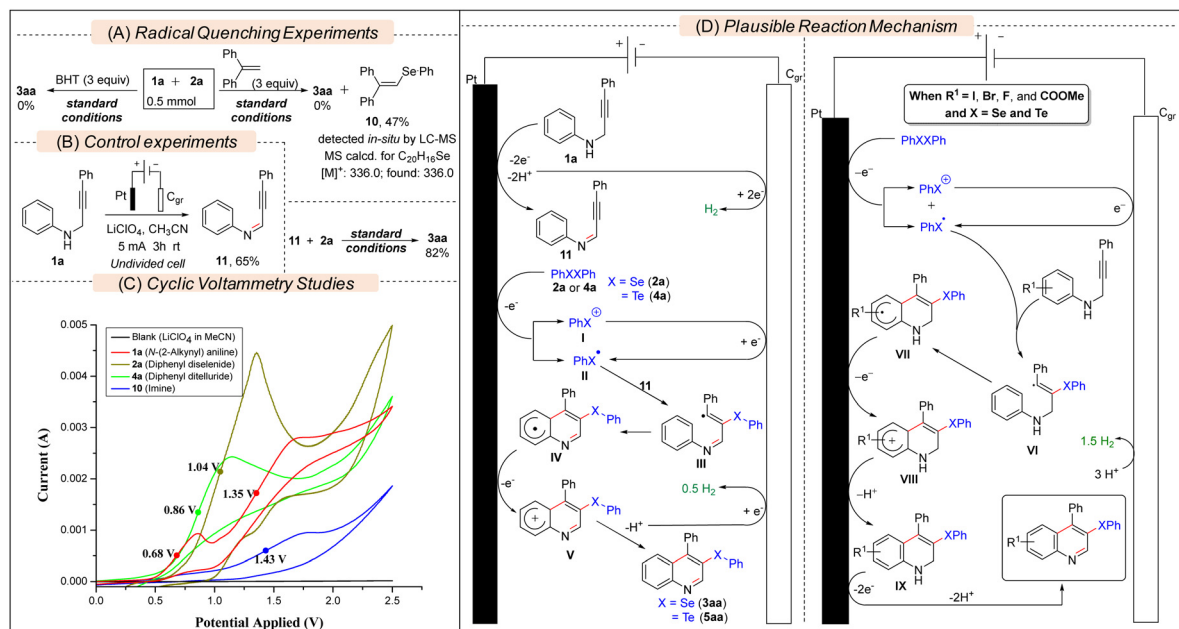 (A) Radical Quenching Experiments
BHT (3 equiv)
1a + 2a
0.5 mmol
Ph
Ph
(3 equiv)
3aa
0%
standard
conditions
standard
conditions
3aa
0%
+
Ph
SePh
Ph
10, 47%
detected in-situ by LC-MS
MS calcd. for C20H16Se
[M]+: 336.0; found: 336.0
(B) Control experiments
Ph
N
H
1a
+ −
Pt
Cgr
LiClO4, CH3CN
5 mA 3h rt
Undivided cell
Ph
N
11, 65%
11 + 2a
standard
conditions
3aa
82%
(C) Cyclic Voltammetry Studies
Blank (LiClO4 in MeCN)
1a (N-(2-Alkynyl) aniline)
2a (Diphenyl diselenide)
4a (Diphenyl ditelluride)
10 (Imine)
Current (A)
0.005
0.004
0.003
0.002
0.001
0.000
1.04 V
0.86 V
1.35 V
0.68 V
1.43 V
0.0 0.5 1.0 1.5 2.0 2.5
Potential Applied (V)
(D) Plausible Reaction Mechanism
+ −
Pt
Cgr
Ph
N
H
1a
-2e-
-2H+
H2
+ 2e-
Ph
N
11
PhXXPh
2a or 4a
X = Se (2a)
= Te (4a)
-e-
PhX+
I
+ e-
PhX•
II
11
Ph
X
Ph
N
IV
Ph
X
Ph
N
III
-e-
Ph
X
Ph
N
V
0.5 H2
-H+
+ e-
Ph
X
Ph
N
X = Se (3aa)
= Te (5aa)
+ −
Pt
Cgr
When R1 = I, Br, F, and COOMe
and X = Se and Te
PhXXPh
–e-
PhX+
+
PhX•
e–
Ph
R1
N
H
Ph
XPh
R1
N
H
VII
Ph
XPh
N
H
VI
–e-
Ph
XPh
R1
N
H
VIII
1.5 H2
3 H+
–H+
Ph
XPh
R1
N
H
IX
-2e-
-2H+
Ph
XPh
R1
N